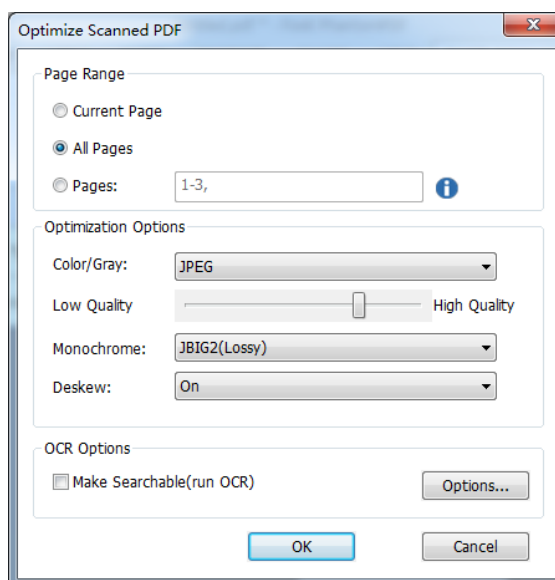 Optimize Scanned PDF
Page Range
Current Page
All Pages
Pages: 1-3,
Optimization Options
Color/Gray: JPEG
Low Quality High Quality
Monochrome: JBIG2(Lossy)
Deskew: On
OCR Options
Make Searchable(run OCR) Options...
OK Cancel